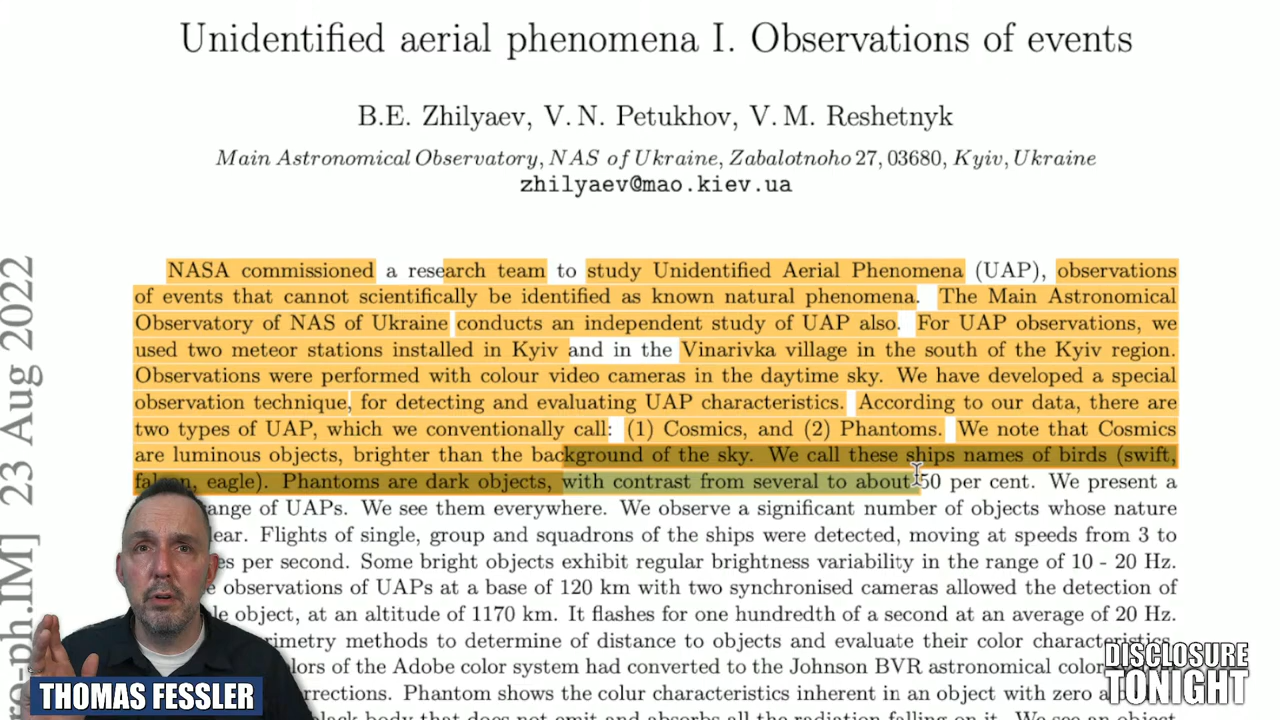 Unidentified aerial phenomena I. Observations of events
B.E. Zhilyaev, V. N. Petukhov, V. M. Reshetnyk
Main Astronomical Observatory, NAS of Ukraine, Zabalotnoho 27, 03680, Kyiv, Ukraine
zhilyaev@mao.kiev.ua
NASA commissioned a research team to study Unidentified Aerial Phenomena (UAP), observations
of events that cannot scientifically be identified as known natural phenomena. The Main Astronomical
Observatory of NAS of Ukraine conducts an independent study of UAP also. For UAP observations, we
used two meteor stations installed in Kyiv and in the Vinarivka village in the south of the Kyiv region.
Observations were performed with colour video cameras in the daytime sky. We have developed a special
observation technique, for detecting and evaluating UAP characteristics. According to our data, there are
two types of UAP, which we conventionally call: (1) Cosmics, and (2) Phantoms. We note that Cosmics
are luminous objects, brighter than the background of the sky. We call these ships names of birds (swift,
falcon, eagle). Phantoms are dark objects, with contrast from several to about 50 per cent. We present a
ange of UAPs. We see them everywhere. We observe a significant number of objects whose nature
lear. Flights of single, group and squadrons of the ships were detected, moving at speeds from 3 to
es per second. Some bright objects exhibit regular brightness variability in the range of 10 - 20 Hz.
e observations of UAPs at a base of 120 km with two synchronised cameras allowed the detection of
le object, at an altitude of 1170 km. It flashes for one hundredth of a second at an average of 20 Hz.
rimetry methods to determine of distance to objects and evaluate their color characteristics.
lors of the Adobe color system had converted to the Johnson BVR astronomical color
rrections. Phantom shows the colur characteristics inherent in an object with zero a
lack body that does not emit and absorbs all the radiation falling on it. We see an object
ro-ph.IM] 23 Aug 2022
THOMAS FESSLER
DISCLOSURE
TONIGHT